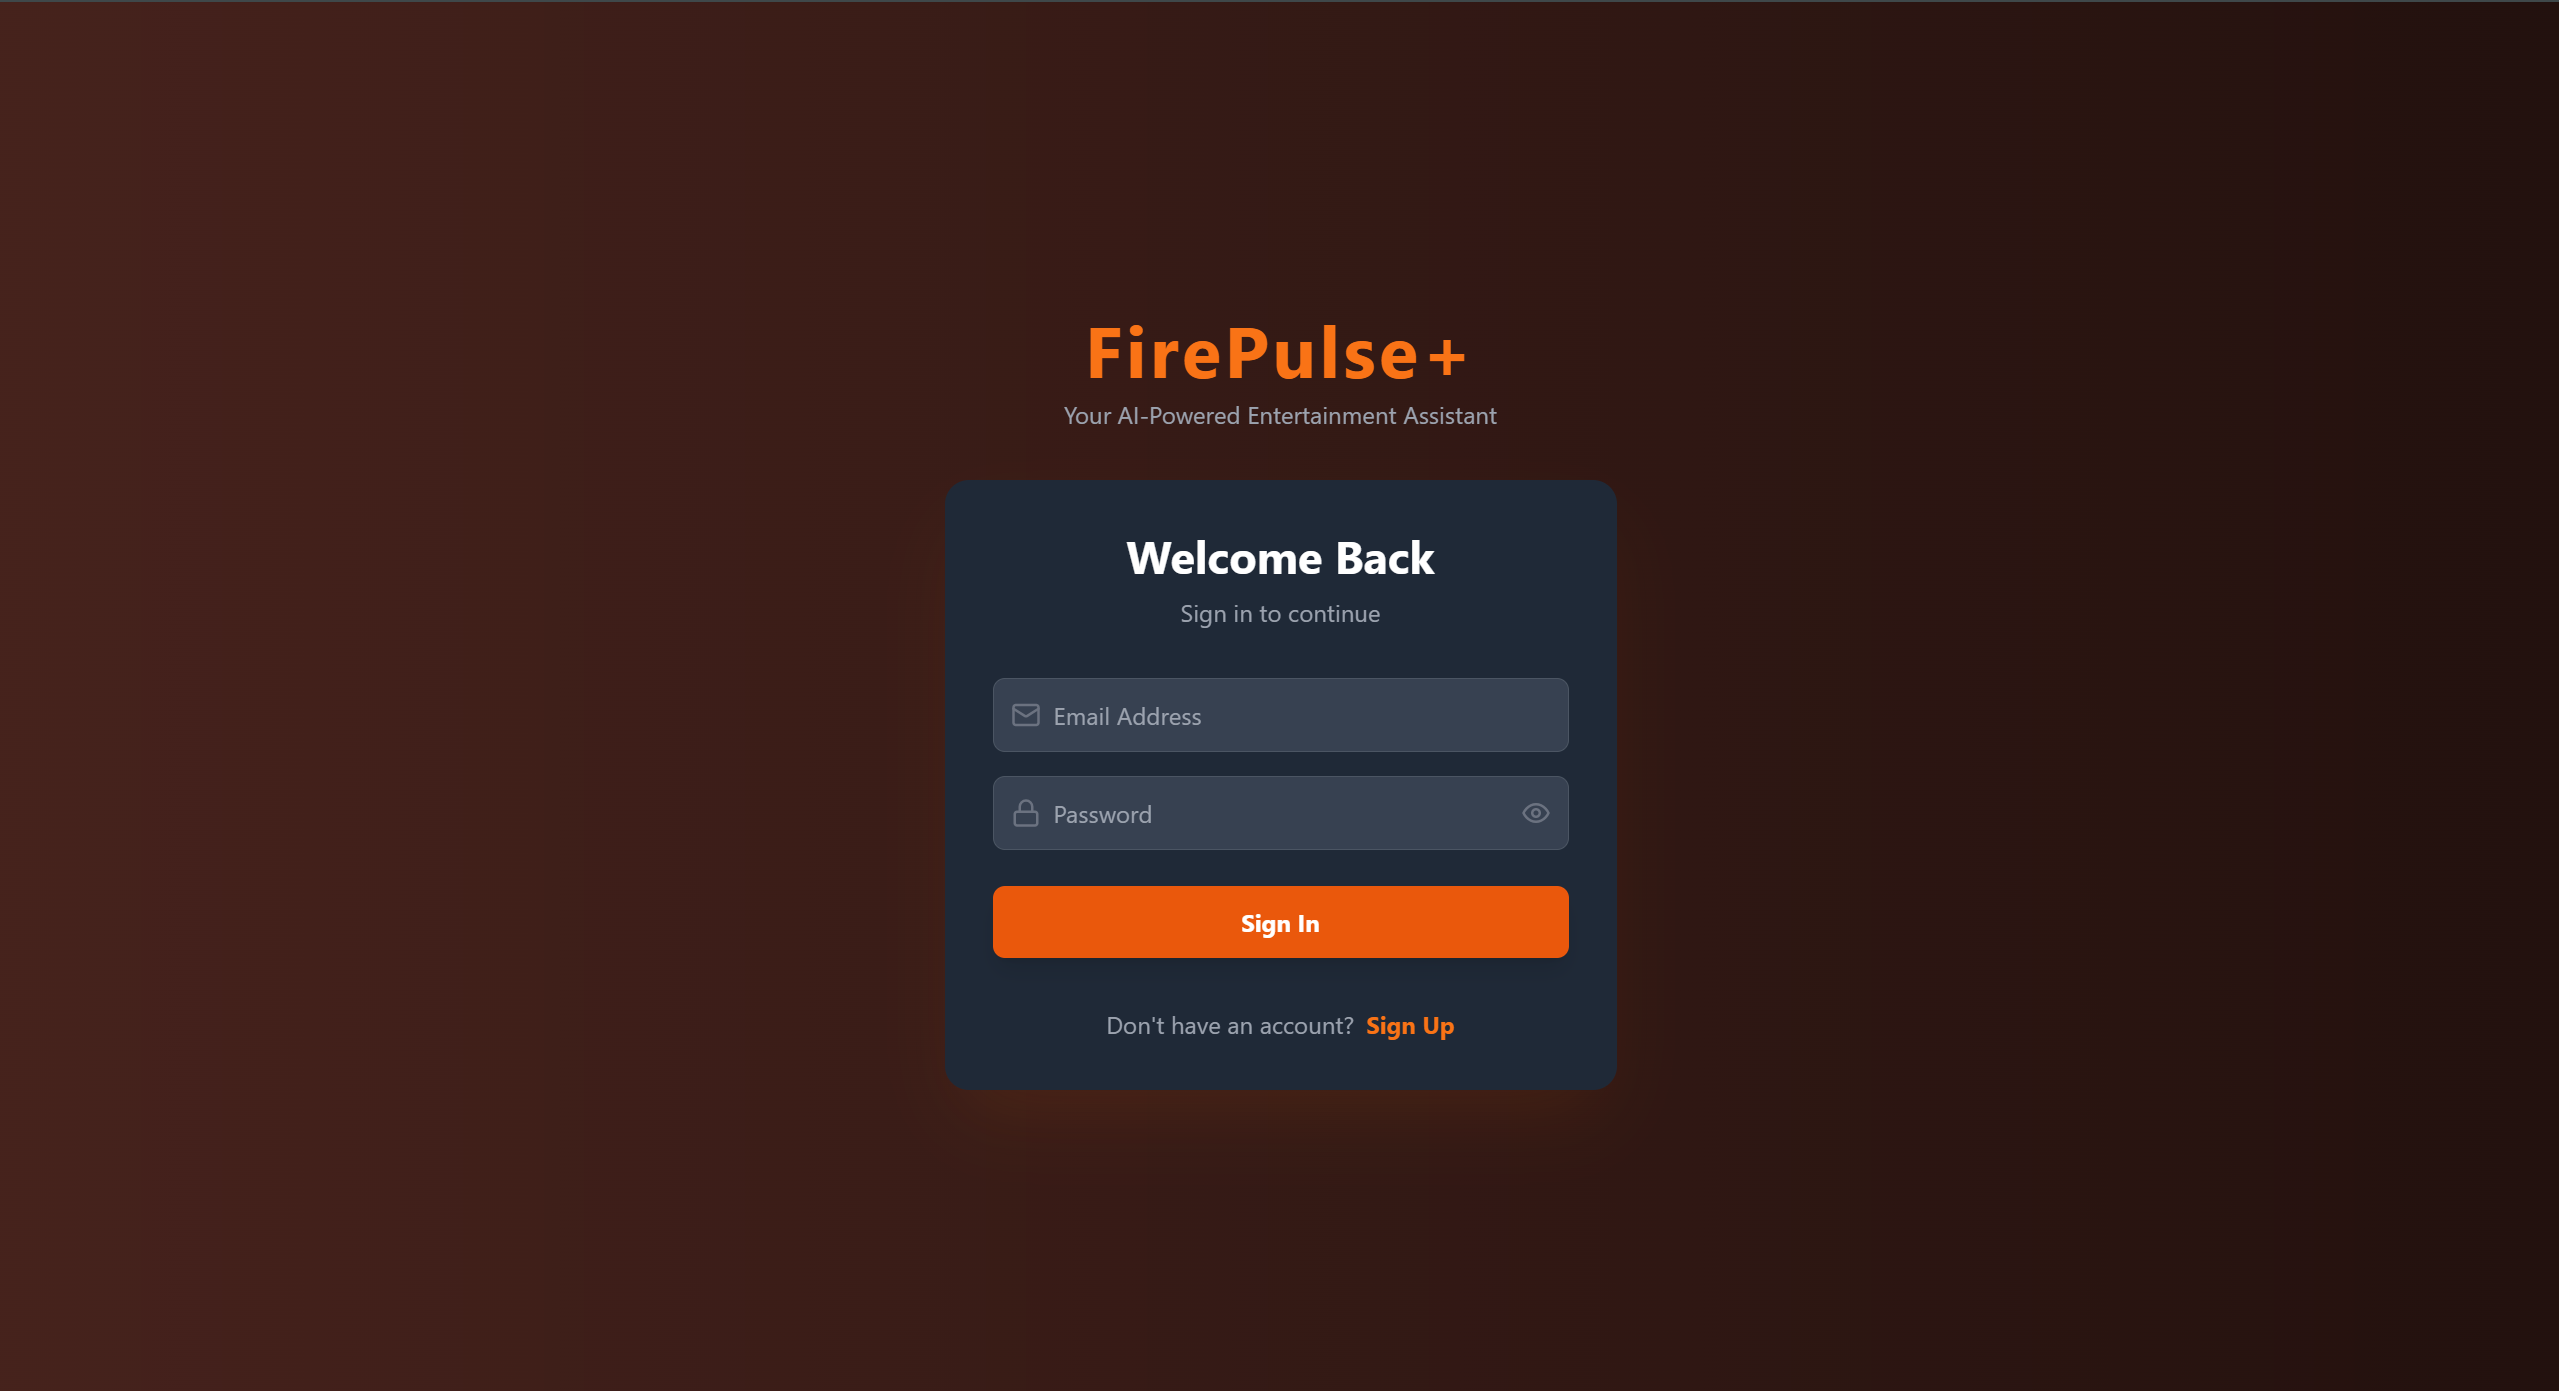 FirePulse+
Your AI-Powered Entertainment Assistant
Welcome Back
Sign in to continue
Email Address
Password
Sign In
Don't have an account? Sign Up